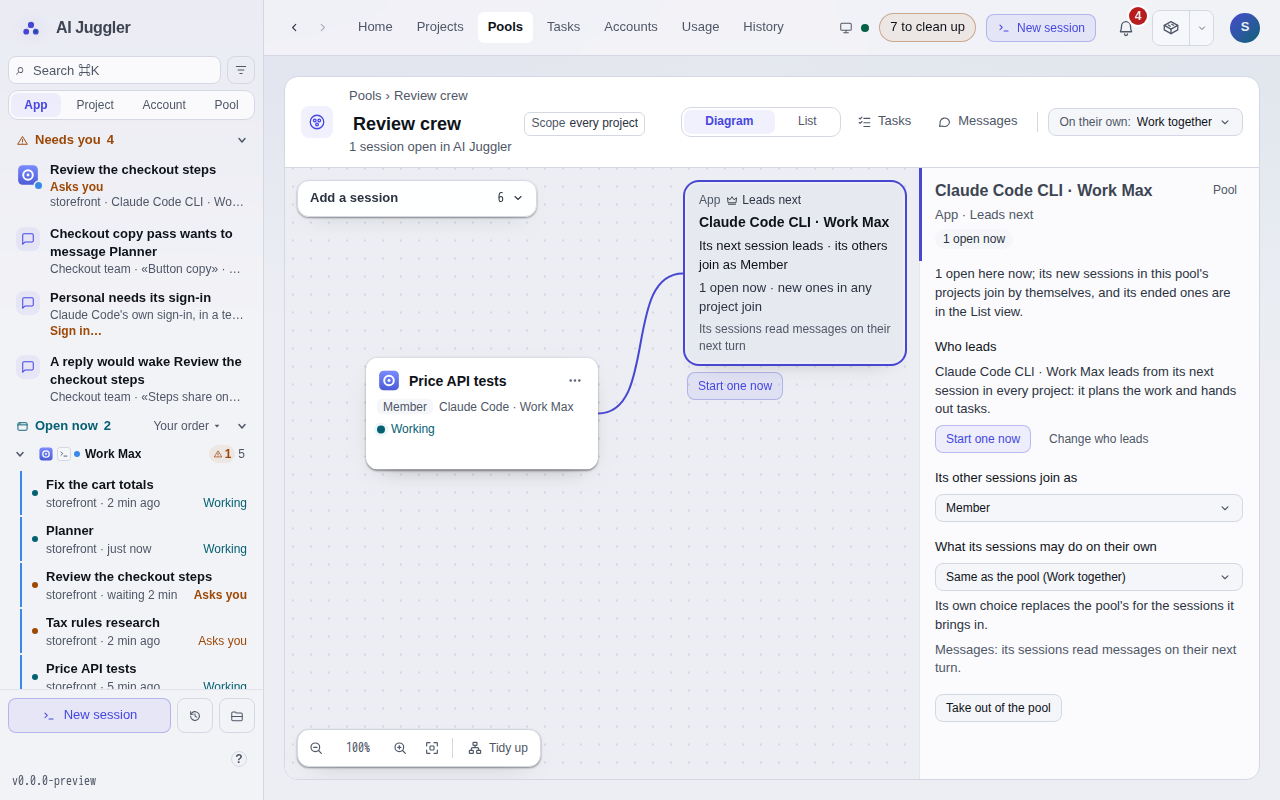 AI Juggler
Search ⌘K
App Project Account Pool
Needs you 4
Review the checkout steps
Asks you
storefront · Claude Code CLI · Wo…
Checkout copy pass wants to
message Planner
Checkout team · «Button copy» · …
Personal needs its sign-in
Claude Code's own sign-in, in a te…
Sign in…
A reply would wake Review the
checkout steps
Checkout team · «Steps share on…
Open now 2 Your order
Work Max 1 5
Fix the cart totals
storefront · 2 min ago Working
Planner
storefront · just now Working
Review the checkout steps
storefront · waiting 2 min Asks you
Tax rules research
storefront · 2 min ago Asks you
Price API tests
storefront · 5 min ago Working
New session
?
v0.0.0-preview
Home Projects Pools Tasks Accounts Usage History
7 to clean up
New session
4
S
Pools › Review crew
Review crew
1 session open in AI Juggler
Scope every project
Diagram List
Tasks
Messages
On their own: Work together
Add a session 6
App Leads next
Claude Code CLI · Work Max
Its next session leads · its others
join as Member
1 open now · new ones in any
project join
Its sessions read messages on their
next turn
Start one now
Price API tests
Member Claude Code · Work Max
Working
100%
Tidy up
Claude Code CLI · Work Max Pool
App · Leads next
1 open now
1 open here now; its new sessions in this pool's
projects join by themselves, and its ended ones are
in the List view.
Who leads
Claude Code CLI · Work Max leads from its next
session in every project: it plans the work and hands
out tasks.
Start one now Change who leads
Its other sessions join as
Member
What its sessions may do on their own
Same as the pool (Work together)
Its own choice replaces the pool's for the sessions it
brings in.
Messages: its sessions read messages on their next
turn.
Take out of the pool